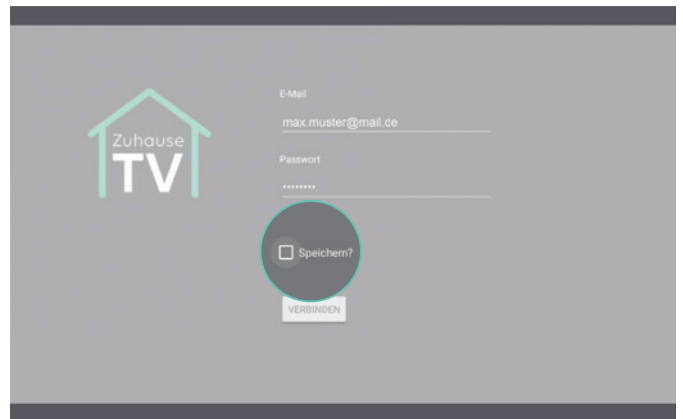 Zuhause
TV
E-Mail
max.muster@mail.de
Passwort
••••••••
Speichern?
VERBINDEN